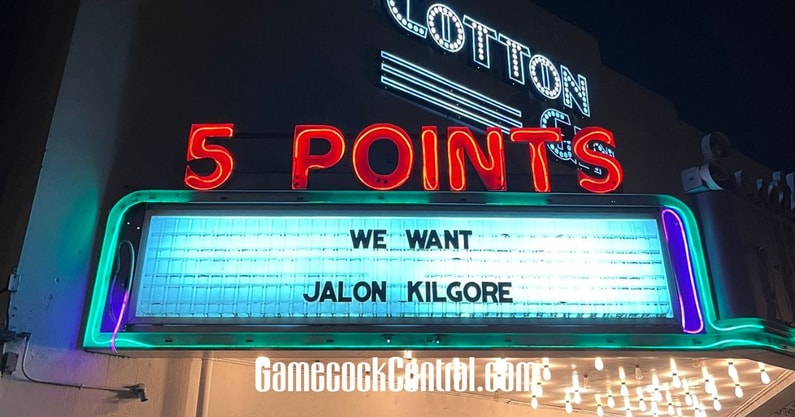 COTTON
5 POINTS
WE WANT
JALON KILGORE
GamecockCentral.com